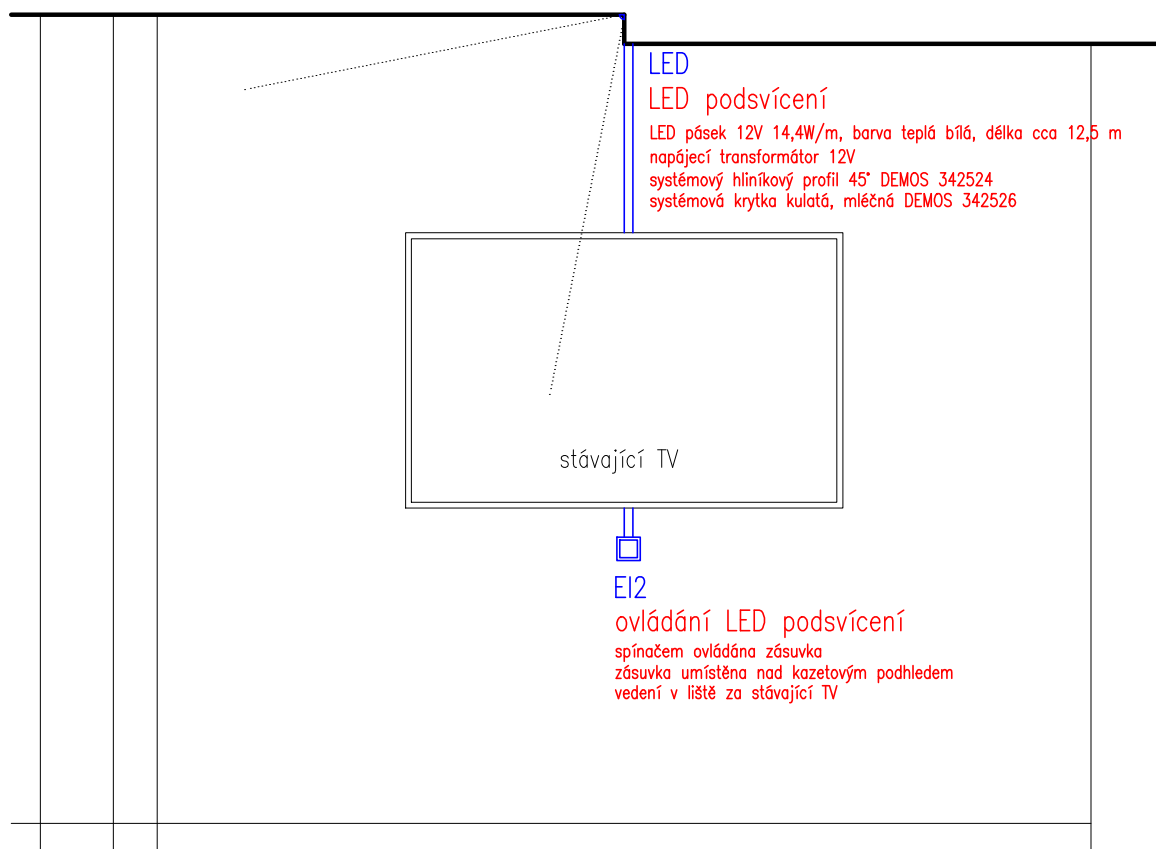 LED
LED podsvícení
LED pásek 12V 14,4W/m, barva teplá bílá, délka cca 12,5 m
napájecí transformátor 12V
systémový hliníkový profil 45° DEMOS 342524
systémová krytka kulatá, mléčná DEMOS 342526
stávající TV
EI2
ovládání LED podsvícení
spínačem ovládána zásuvka
zásuvka umístěna nad kazetovým podhledem
vedení v liště za stávající TV